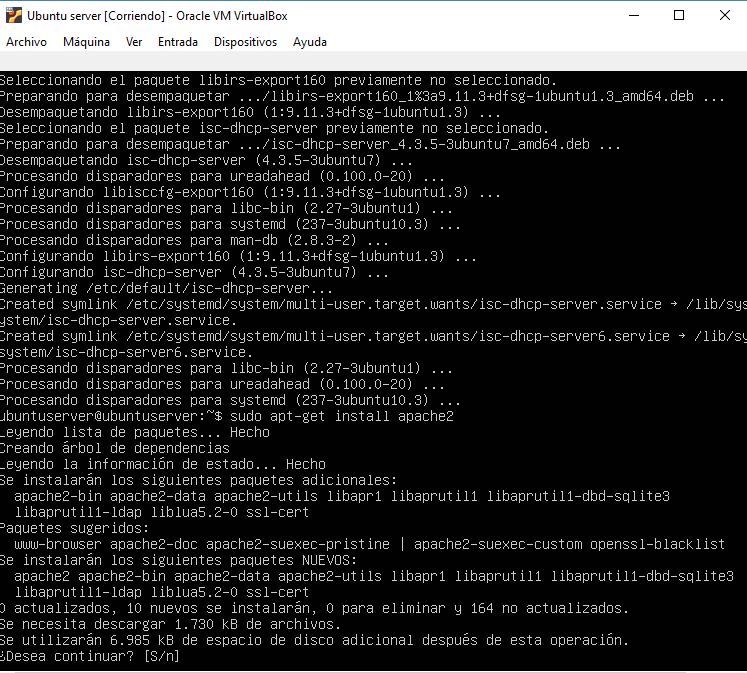 Ubuntu server [Corriendo] - Oracle VM VirtualBox
Archivo Máquina Ver Entrada Dispositivos Ayuda
Seleccionando el paquete libirs-export160 previamente no seleccionado.
Preparando para desempaquetar .../libirs-export160_1%3a9.11.3+dfsg-1ubuntu1.3_amd64.deb ...
Desempaquetando libirs-export160 (1:9.11.3+dfsg-1ubuntu1.3) ...
Seleccionando el paquete isc-dhcp-server previamente no seleccionado.
Preparando para desempaquetar .../isc-dhcp-server_4.3.5-3ubuntu7_amd64.deb ...
Desempaquetando isc-dhcp-server (4.3.5-3ubuntu7) ...
Procesando disparadores para ureadahead (0.100.0-20) ...
Configurando libisccfg-export160 (1:9.11.3+dfsg-1ubuntu1.3) ...
Procesando disparadores para libc-bin (2.27-3ubuntu1) ...
Procesando disparadores para systemd (237-3ubuntu10.3) ...
Procesando disparadores para man-db (2.8.3-2) ...
Configurando libirs-export160 (1:9.11.3+dfsg-1ubuntu1.3) ...
Configurando isc-dhcp-server (4.3.5-3ubuntu7) ...
Generating /etc/default/isc-dhcp-server...
Created symlink /etc/systemd/system/multi-user.target.wants/isc-dhcp-server.service → /lib/sys
ystem/isc-dhcp-server.service.
Created symlink /etc/systemd/system/multi-user.target.wants/isc-dhcp-server6.service → /lib/sy
system/isc-dhcp-server6.service.
Procesando disparadores para libc-bin (2.27-3ubuntu1) ...
Procesando disparadores para ureadahead (0.100.0-20) ...
Procesando disparadores para systemd (237-3ubuntu10.3) ...
ubuntuserver@ubuntuserver:~$ sudo apt-get install apache2
Leyendo lista de paquetes... Hecho
Creando árbol de dependencias
Leyendo la información de estado... Hecho
Se instalarán los siguientes paquetes adicionales:
apache2-bin apache2-data apache2-utils libapr1 libaprutil1 libaprutil1-dbd-sqlite3
libaprutil1-ldap liblua5.2-0 ssl-cert
Paquetes sugeridos:
www-browser apache2-doc apache2-suexec-pristine | apache2-suexec-custom openssl-blacklist
Se instalarán los siguientes paquetes NUEVOS:
apache2 apache2-bin apache2-data apache2-utils libapr1 libaprutil1 libaprutil1-dbd-sqlite3
libaprutil1-ldap liblua5.2-0 ssl-cert
0 actualizados, 10 nuevos se instalarán, 0 para eliminar y 164 no actualizados.
Se necesita descargar 1.730 kB de archivos.
Se utilizarán 6.985 kB de espacio de disco adicional después de esta operación.
¿Desea continuar? [S/n]